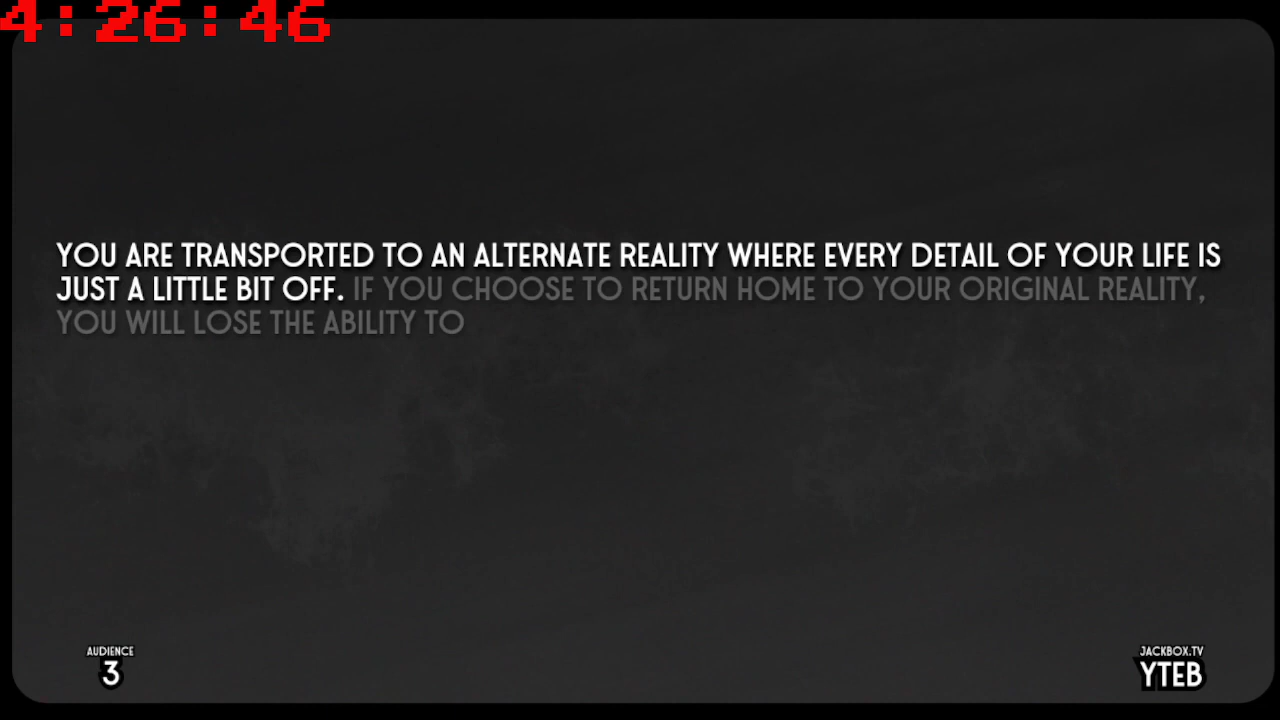 4:26:46
YOU ARE TRANSPORTED TO AN ALTERNATE REALITY WHERE EVERY DETAIL OF YOUR LIFE IS
JUST A LITTLE BIT OFF. IF YOU CHOOSE TO RETURN HOME TO YOUR ORIGINAL REALITY,
YOU WILL LOSE THE ABILITY TO
AUDIENCE
3
JACKBOX.TV
YTEB